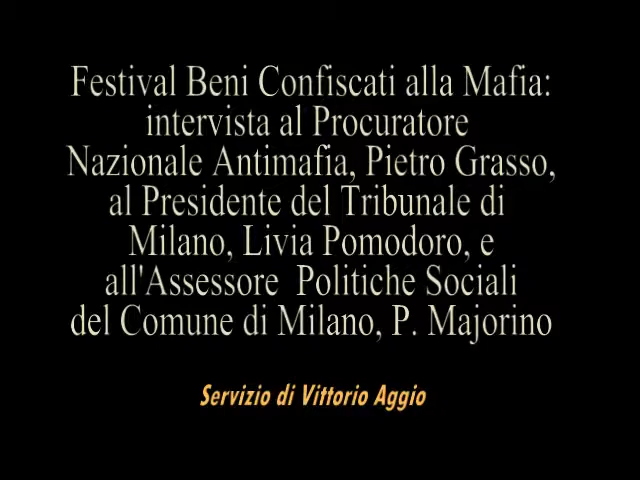 Festival Beni Confiscati alla Mafia:
intervista al Procuratore
Nazionale Antimafia, Pietro Grasso,
al Presidente del Tribunale di
Milano, Livia Pomodoro, e
all'Assessore  Politiche Sociali
del Comune di Milano, P. Majorino
Servizio di Vittorio Aggio